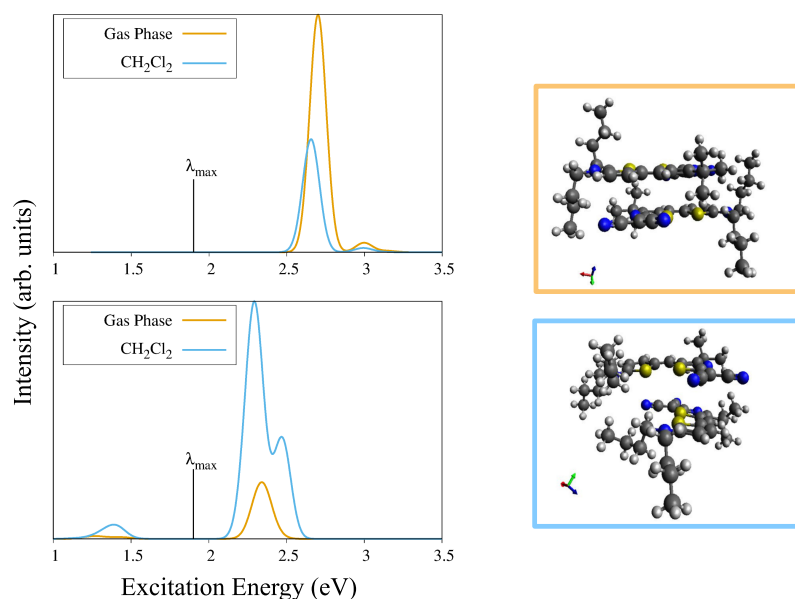 Gas Phase
CH₂Cl₂
λmax
1 1.5 2 2.5 3 3.5
Gas Phase
CH₂Cl₂
λmax
1 1.5 2 2.5 3 3.5
Intensity (arb. units)
Excitation Energy (eV)